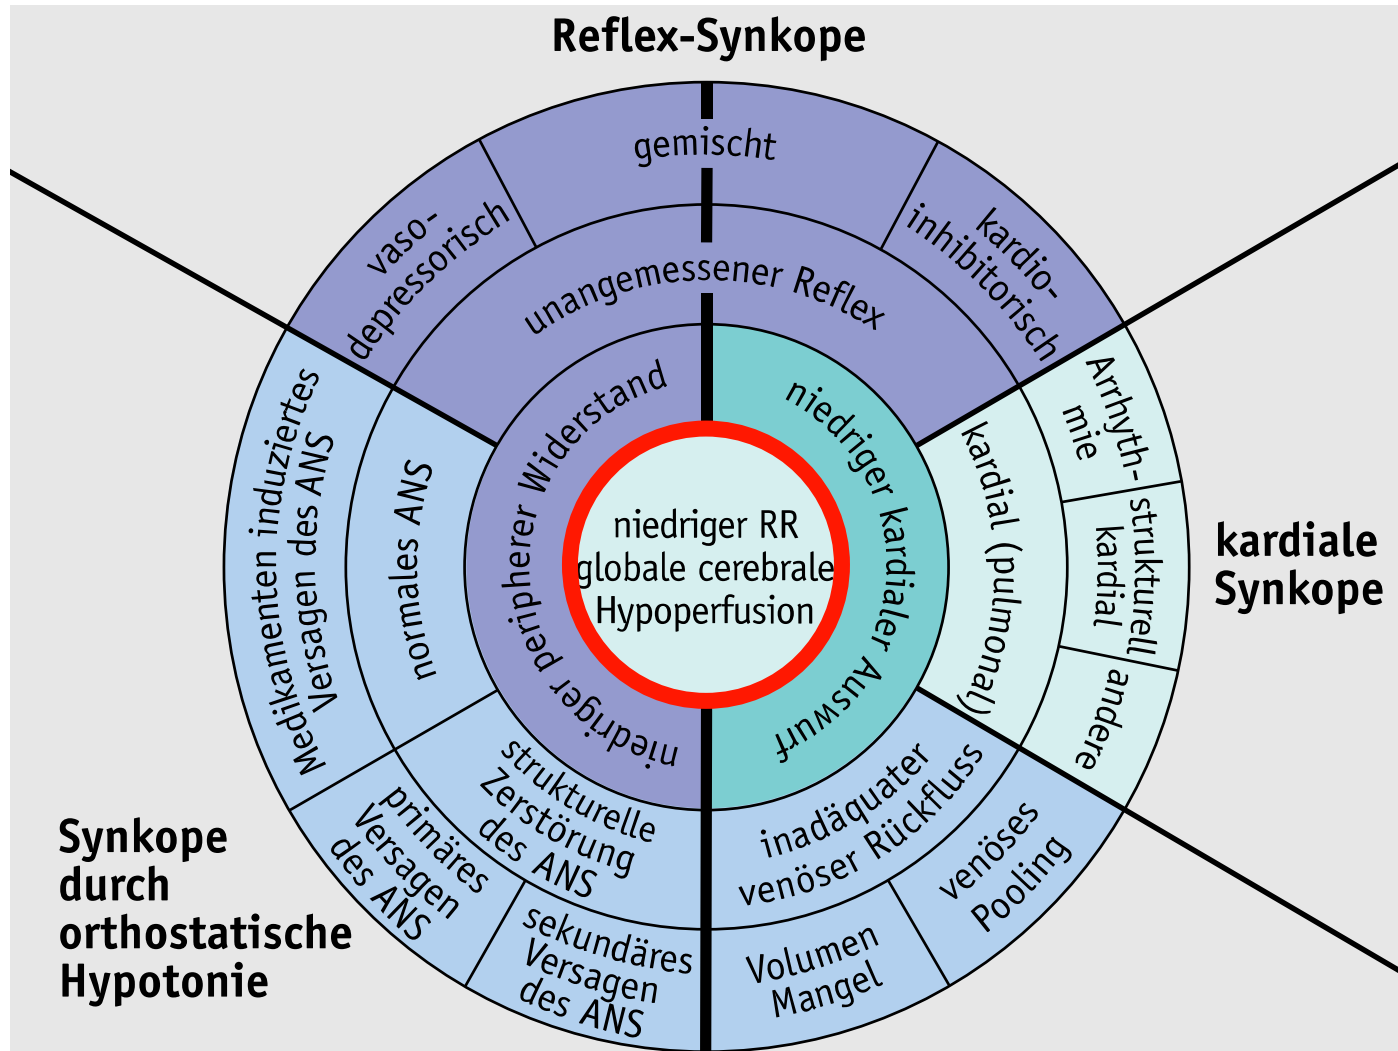 Reflex-Synkope
gemischt
vaso-
depressorisch
kardio-
inhibitorisch
unangemessener Reflex
niedriger peripherer Widerstand
niedriger kardialer Auswurf
niedriger RR
globale cerebrale
Hypoperfusion
Medikamenten induziertes
Versagen des ANS
normales ANS
kardial (pulmonal)
Arrhyth-
mie
strukturell
kardial
andere
kardiale
Synkope
strukturelle
Zerstörung
des ANS
primäres
Versagen
des ANS
sekundäres
Versagen
des ANS
inadäquater
venöser Rückfluss
venöses
Pooling
Volumen
Mangel
Synkope
durch
orthostatische
Hypotonie